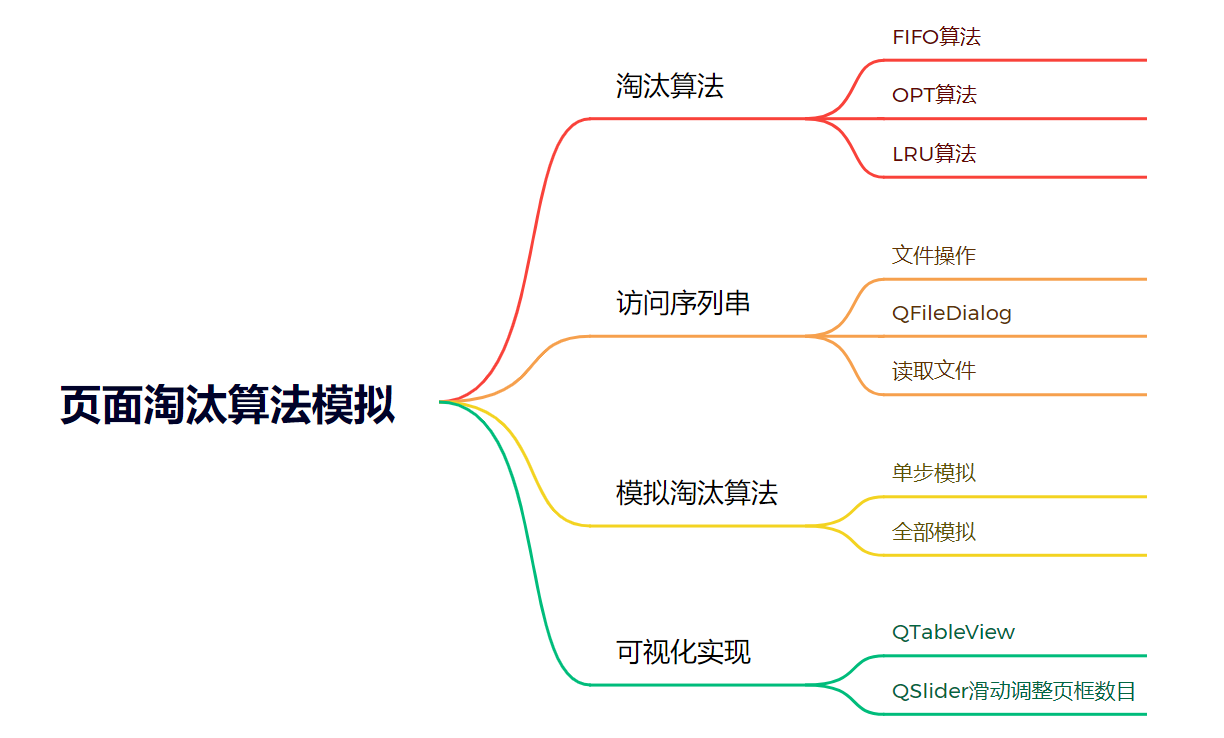 页面淘汰算法模拟
淘汰算法
FIFO算法
OPT算法
LRU算法
访问序列串
文件操作
QFileDialog
读取文件
模拟淘汰算法
单步模拟
全部模拟
可视化实现
QTableView
QSlider滑动调整页框数目